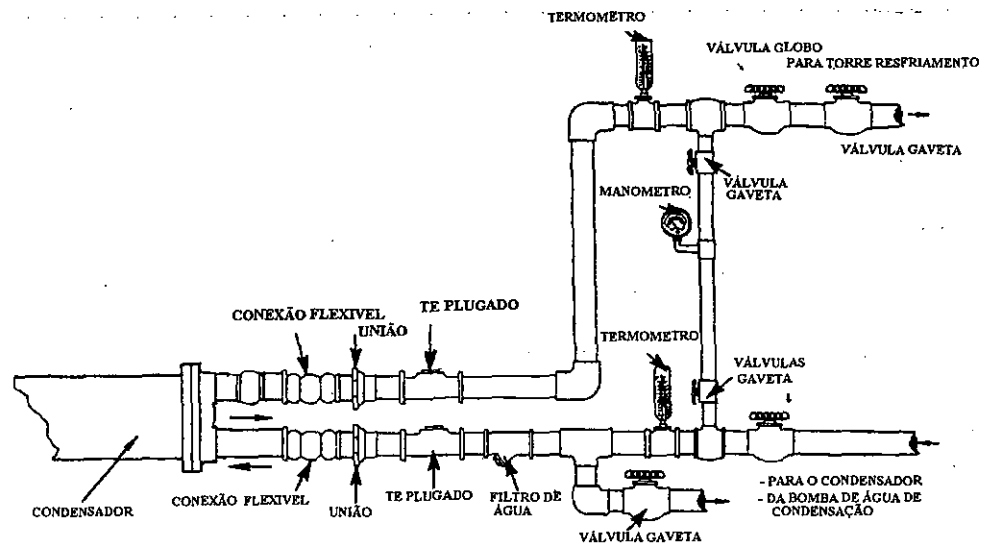 TERMOMETRO
VÁLVULA GLOBO
PARA TORRE RESFRIAMENTO
VÁLVULA GAVETA
VÁLVULA
GAVETA
MANOMETRO
CONEXÃO FLEXIVEL
UNIÃO
TE PLUGADO
TERMOMETRO
VÁLVULAS
GAVETA
CONDENSADOR
CONEXÃO FLEXIVEL
UNIÃO
TE PLUGADO
FILTRO DE
ÁGUA
VÁLVULA GAVETA
- PARA O CONDENSADOR
- DA BOMBA DE ÁGUA DE
CONDENSAÇÃO